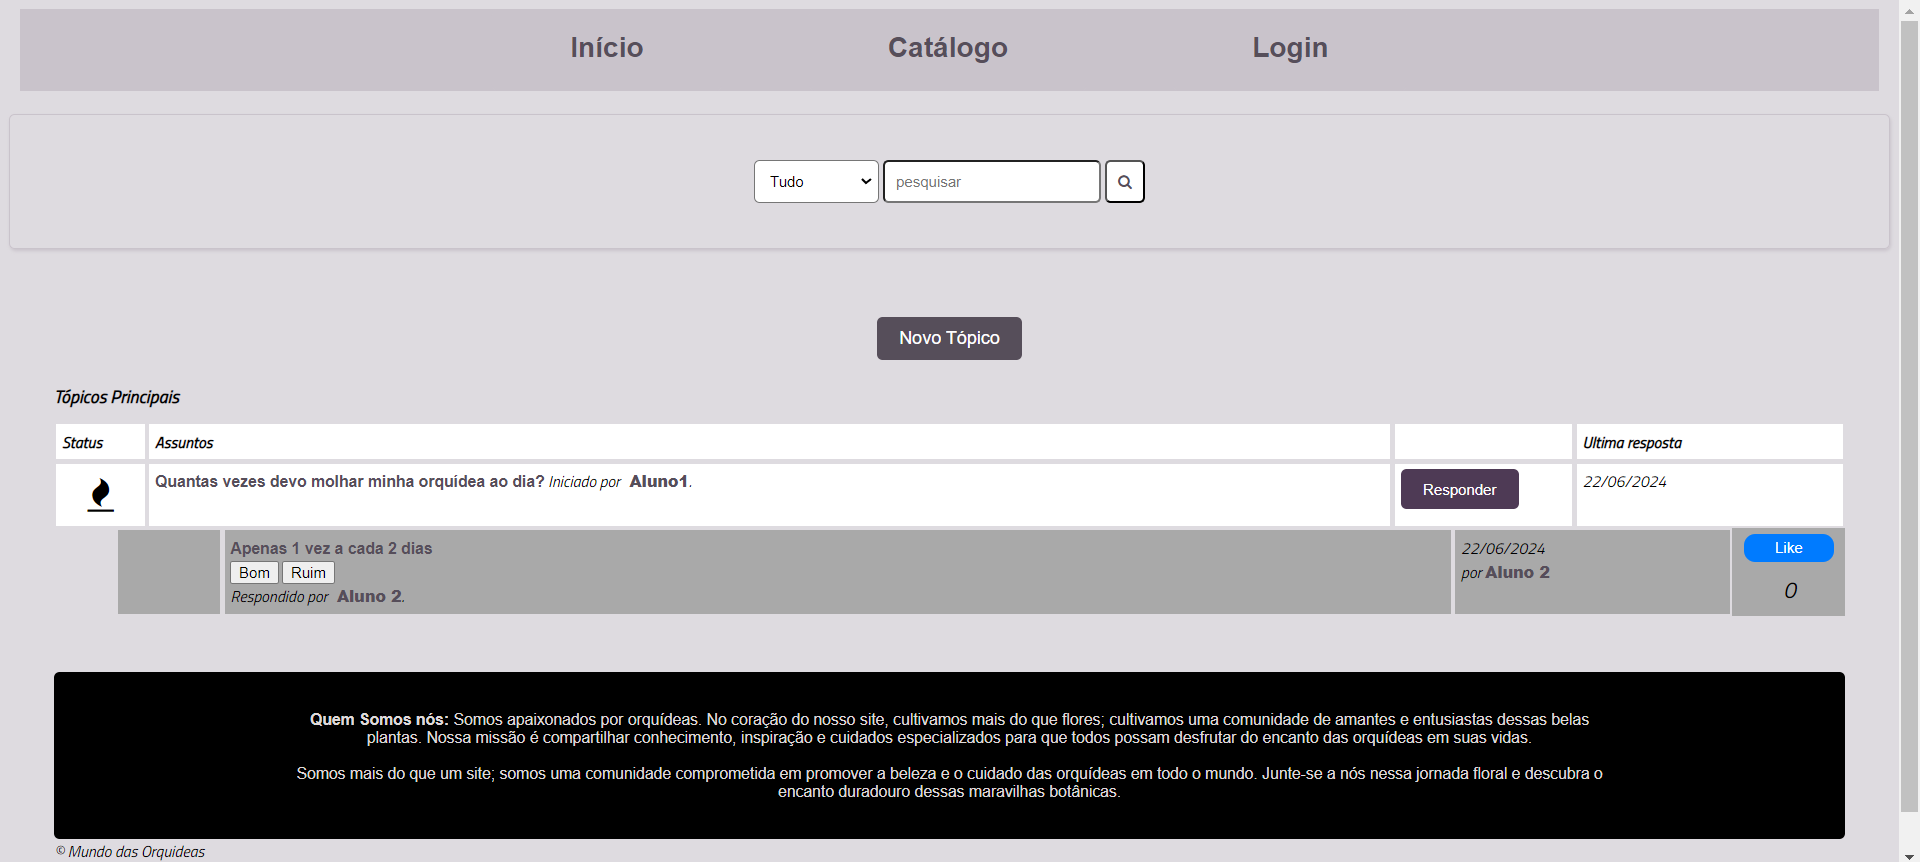 Início Catálogo Login
Tudo pesquisar
Novo Tópico
Tópicos Principais
Status Assuntos Ultima resposta
Quantas vezes devo molhar minha orquídea ao dia? Iniciado por Aluno1. Responder 22/06/2024
Apenas 1 vez a cada 2 dias 22/06/2024 Like
Bom Ruim por Aluno 2
Respondido por Aluno 2. 0
Quem Somos nós: Somos apaixonados por orquídeas. No coração do nosso site, cultivamos mais do que flores; cultivamos uma comunidade de amantes e entusiastas dessas belas
plantas. Nossa missão é compartilhar conhecimento, inspiração e cuidados especializados para que todos possam desfrutar do encanto das orquídeas em suas vidas.
Somos mais do que um site; somos uma comunidade comprometida em promover a beleza e o cuidado das orquídeas em todo o mundo. Junte-se a nós nessa jornada floral e descubra o
encanto duradouro dessas maravilhas botânicas.
© Mundo das Orquideas